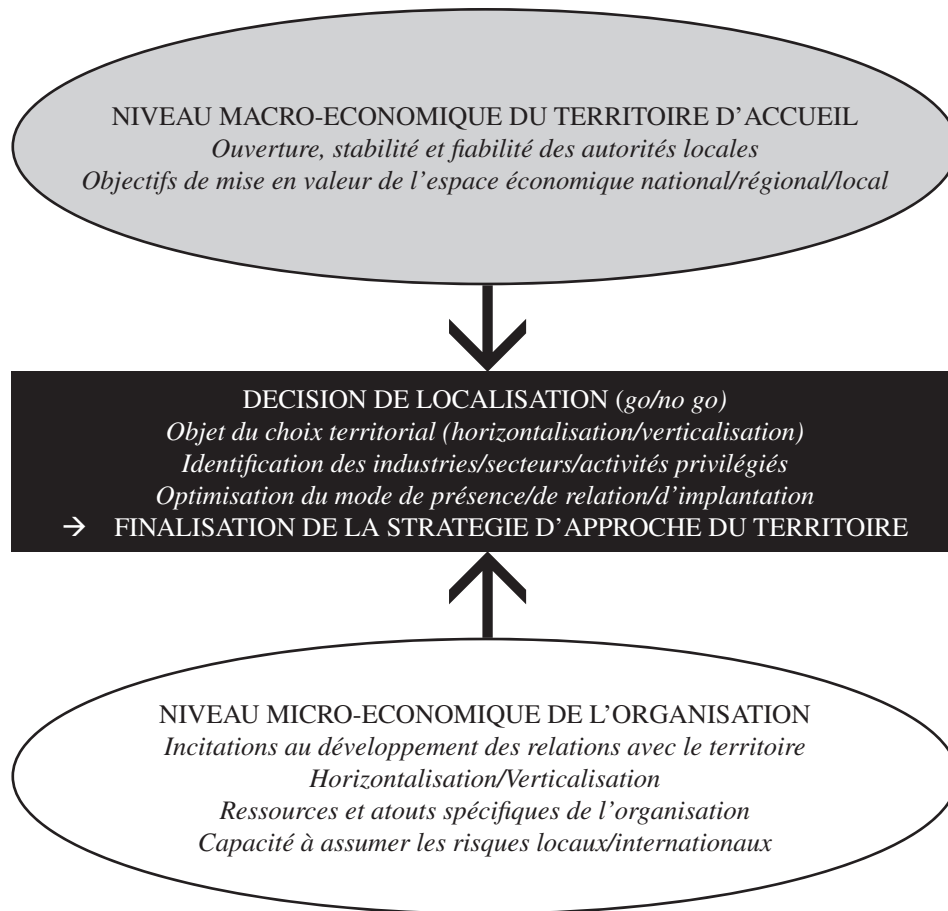 NIVEAU MACRO-ECONOMIQUE DU TERRITOIRE D’ACCUEIL
Ouverture, stabilité et fiabilité des autorités locales
Objectifs de mise en valeur de l’espace économique national/régional/local
DECISION DE LOCALISATION (go/no go)
Objet du choix territorial (horizontalisation/verticalisation)
Identification des industries/secteurs/activités privilégiés
Optimisation du mode de présence/de relation/d’implantation
→ FINALISATION DE LA STRATEGIE D’APPROCHE DU TERRITOIRE
NIVEAU MICRO-ECONOMIQUE DE L’ORGANISATION
Incitations au développement des relations avec le territoire
Horizontalisation/Verticalisation
Ressources et atouts spécifiques de l’organisation
Capacité à assumer les risques locaux/internationaux